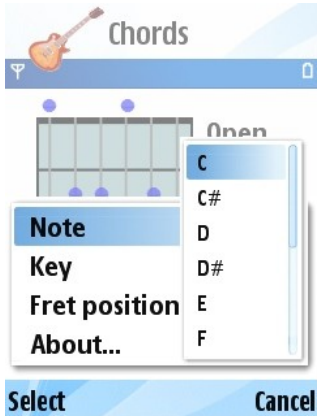 Chords
Open
Note
Key
Fret position
About...
C
C#
D
D#
E
F
Select
Cancel